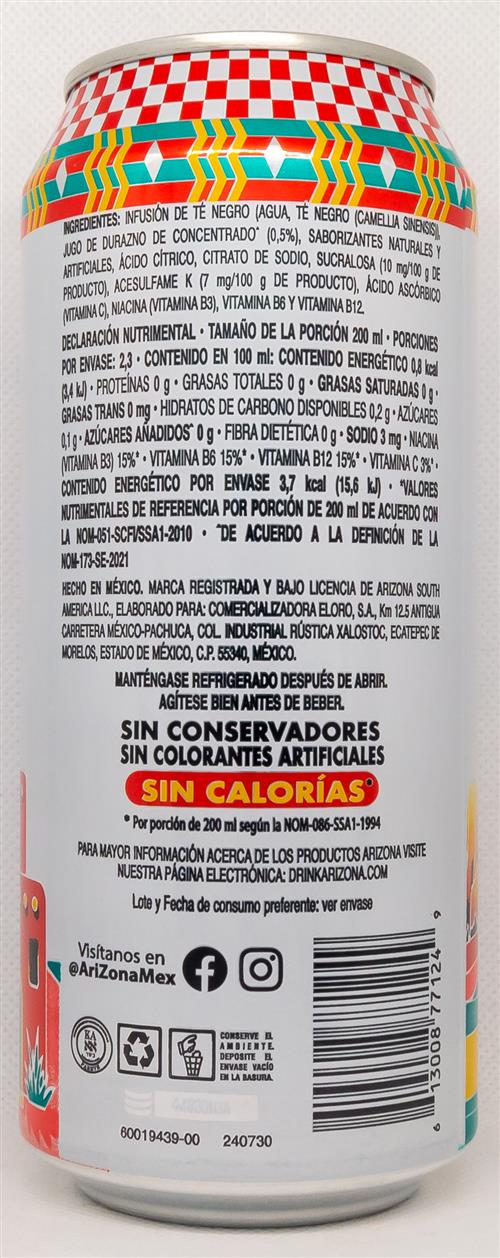 INGREDIENTES: INFUSIÓN DE TÉ NEGRO (AGUA, TÉ NEGRO (CAMELLIA SINENSIS)),
JUGO DE DURAZNO DE CONCENTRADO^ (0,5%), SABORIZANTES NATURALES Y
ARTIFICIALES, ÁCIDO CÍTRICO, CITRATO DE SODIO, SUCRALOSA (10 mg/100 g DE
PRODUCTO), ACESULFAME K (7 mg/100 g DE PRODUCTO), ÁCIDO ASCÓRBICO
(VITAMINA C), NIACINA (VITAMINA B3), VITAMINA B6 Y VITAMINA B12.
DECLARACIÓN NUTRIMENTAL • TAMAÑO DE LA PORCIÓN 200 ml • PORCIONES
POR ENVASE: 2,3 • CONTENIDO EN 100 ml: CONTENIDO ENERGÉTICO 0,8 kcal
(3,4 kJ) • PROTEÍNAS 0 g • GRASAS TOTALES 0 g • GRASAS SATURADAS 0 g •
GRASAS TRANS 0 mg • HIDRATOS DE CARBONO DISPONIBLES 0,2 g • AZÚCARES
0,1 g • AZÚCARES AÑADIDOS^ 0 g • FIBRA DIETÉTICA 0 g • SODIO 3 mg • NIACINA
(VITAMINA B3) 15%* • VITAMINA B6 15%* • VITAMINA B12 15%* • VITAMINA C 3%* •
CONTENIDO ENERGÉTICO POR ENVASE 3,7 kcal (15,6 kJ) • *VALORES
NUTRIMENTALES DE REFERENCIA POR PORCIÓN DE 200 ml DE ACUERDO CON
LA NOM-051-SCFI/SSA1-2010 • ^DE ACUERDO A LA DEFINICIÓN DE LA
NOM-173-SE-2021
HECHO EN MÉXICO. MARCA REGISTRADA Y BAJO LICENCIA DE ARIZONA SOUTH
AMERICA LLC., ELABORADO PARA: COMERCIALIZADORA ELORO, S.A., Km 12.5 ANTIGUA
CARRETERA MÉXICO-PACHUCA, COL. INDUSTRIAL RÚSTICA XALOSTOC, ECATEPEC DE
MORELOS, ESTADO DE MÉXICO, C.P. 55340, MÉXICO.
MANTÉNGASE REFRIGERADO DESPUÉS DE ABRIR.
AGÍTESE BIEN ANTES DE BEBER.
SIN CONSERVADORES
SIN COLORANTES ARTIFICIALES
SIN CALORÍAS*
* Por porción de 200 ml según la NOM-086-SSA1-1994
PARA MAYOR INFORMACIÓN ACERCA DE LOS PRODUCTOS ARIZONA VISITE
NUESTRA PÁGINA ELECTRÓNICA: DRINKARIZONA.COM
Lote y Fecha de consumo preferente: ver envase
Visítanos en
@AriZonaMex
KA
CONSERVE EL
AMBIENTE.
DEPOSITE EL
ENVASE VACÍO
EN LA BASURA.
60019439-00 240730
6 13008 77124 9